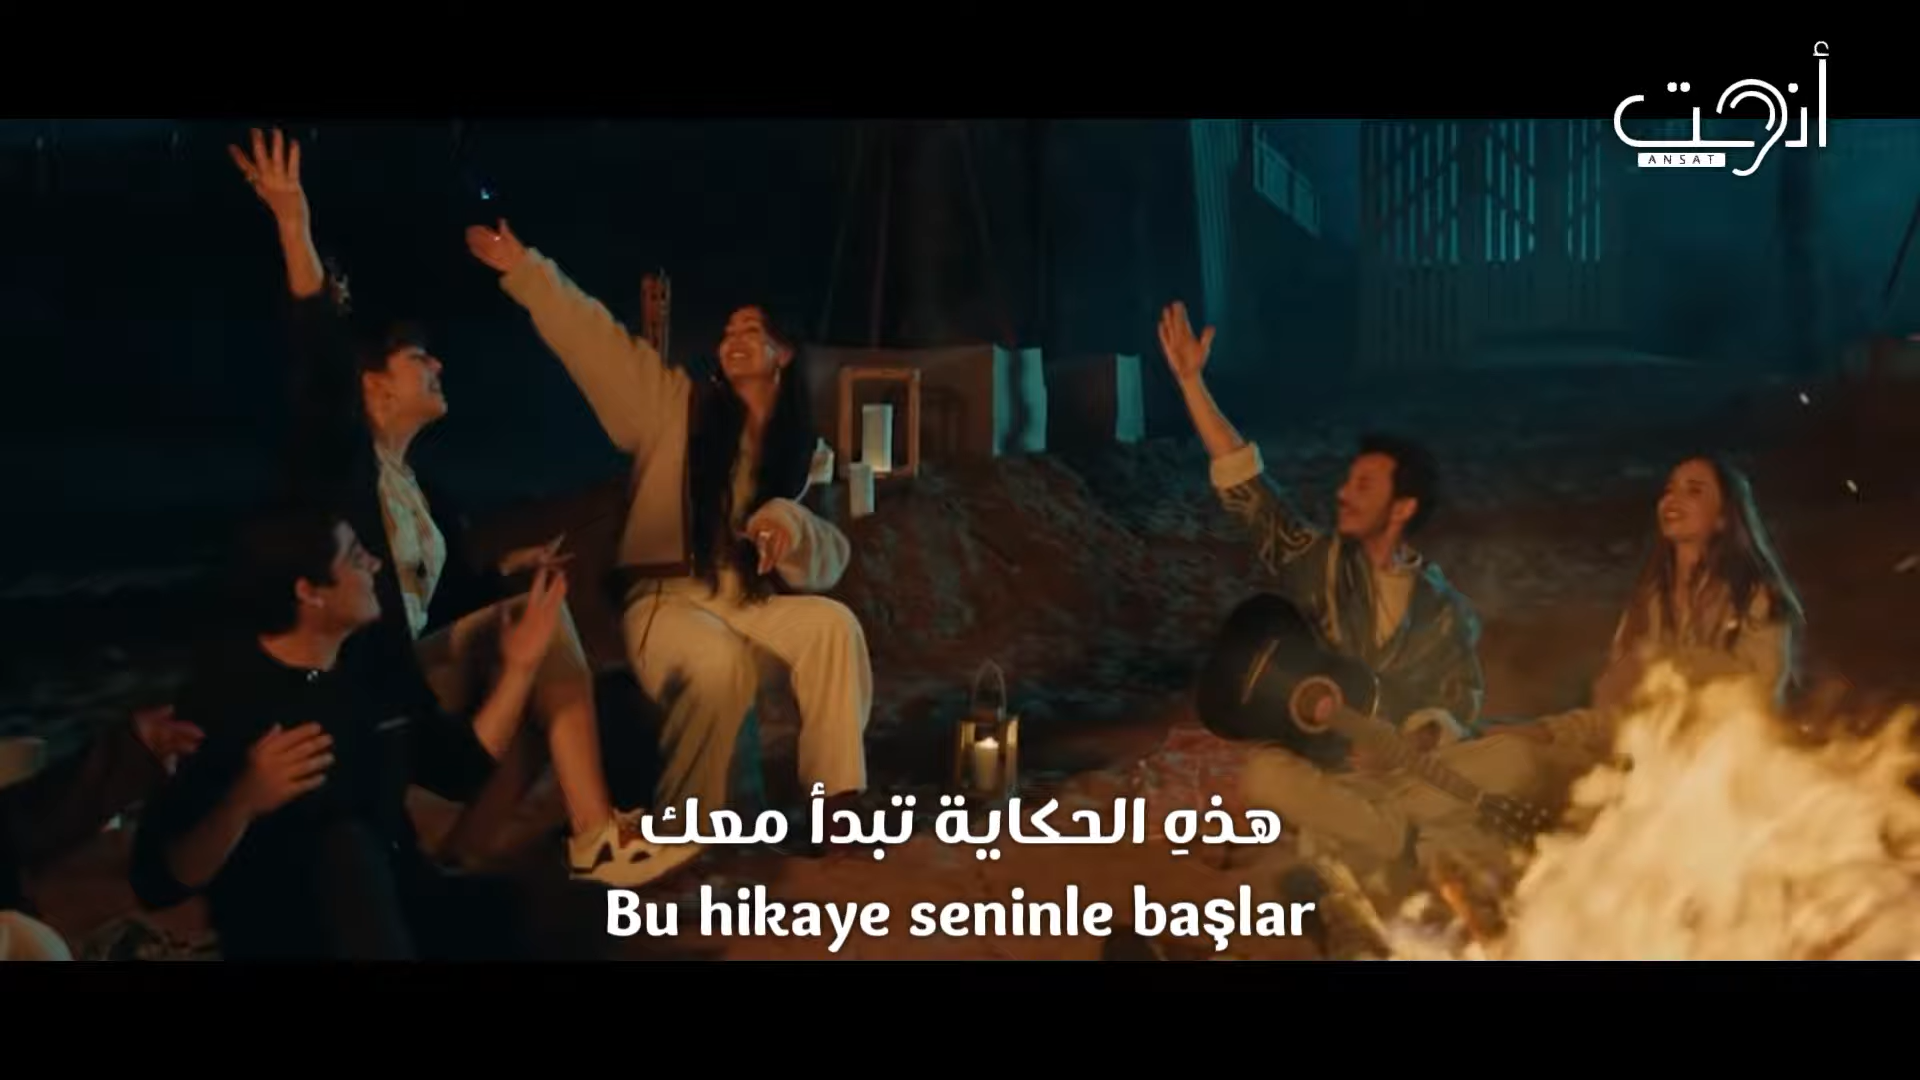 أنصت
ANSAT
هذهِ الحكاية تبدأ معك
Bu hikaye seninle başlar